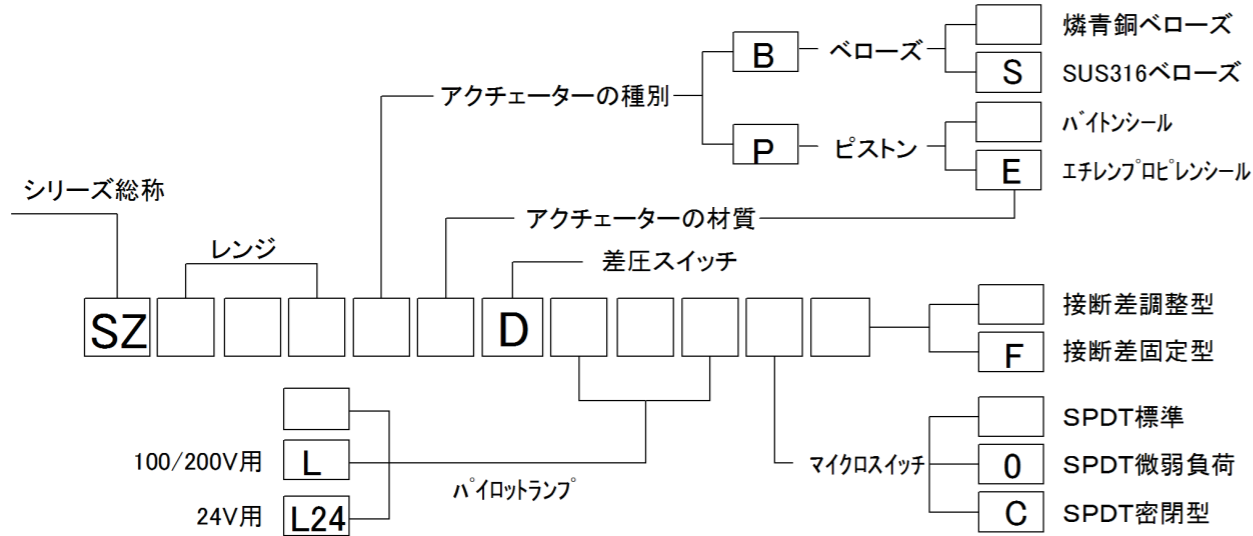 B
ベローズ
燐青銅ベローズ
S
SUS316ベローズ
アクチェーターの種別
P
ピストン
バイトンシール
E
エチレンプロピレンシール
シリーズ総称
アクチェーターの材質
レンジ
差圧スイッチ
SZ
D
接断差調整型
F
接断差固定型
100/200V用
L
24V用
L24
パイロットランプ
マイクロスイッチ
SPDT標準
0
SPDT微弱負荷
C
SPDT密閉型